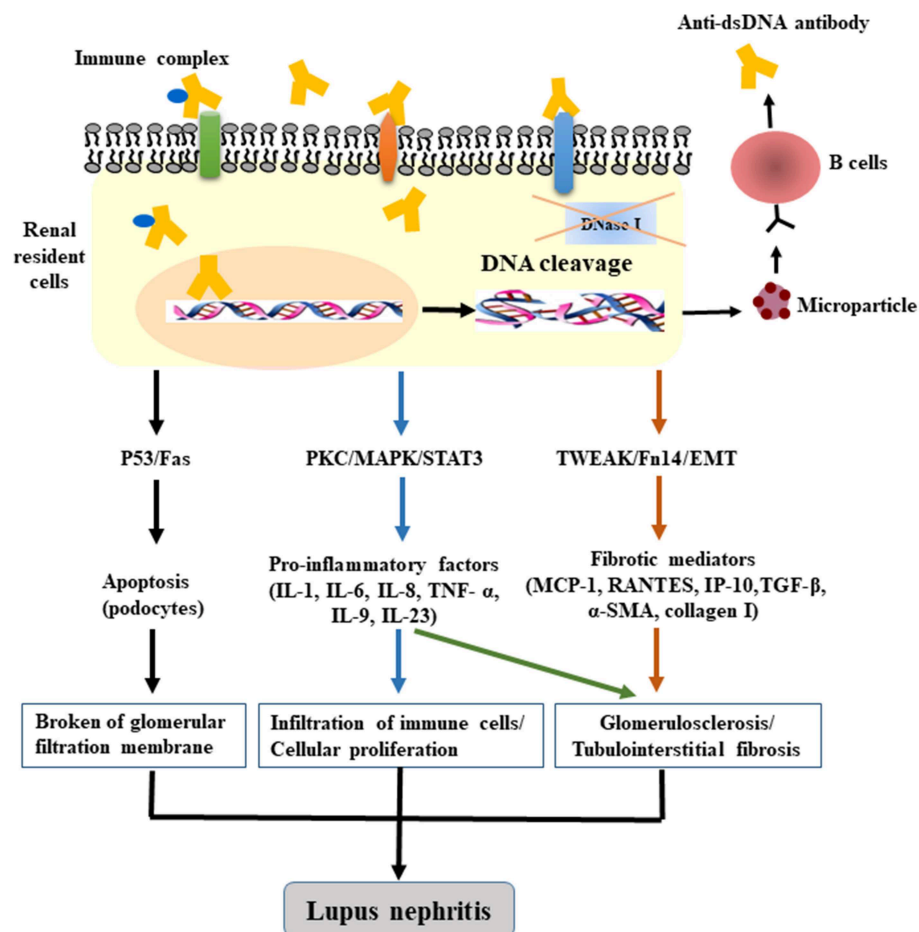 Anti-dsDNA antibody
Immune complex
B cells
Renal
resident
cells
DNase I
DNA cleavage
Microparticle
P53/Fas
PKC/MAPK/STAT3
TWEAK/Fn14/EMT
Apoptosis
(podocytes)
Pro-inflammatory factors
(IL-1, IL-6, IL-8, TNF- α,
IL-9, IL-23)
Fibrotic mediators
(MCP-1, RANTES, IP-10,TGF-β,
α-SMA, collagen I)
Broken of glomerular
filtration membrane
Infiltration of immune cells/
Cellular proliferation
Glomerulosclerosis/
Tubulointerstitial fibrosis
Lupus nephritis